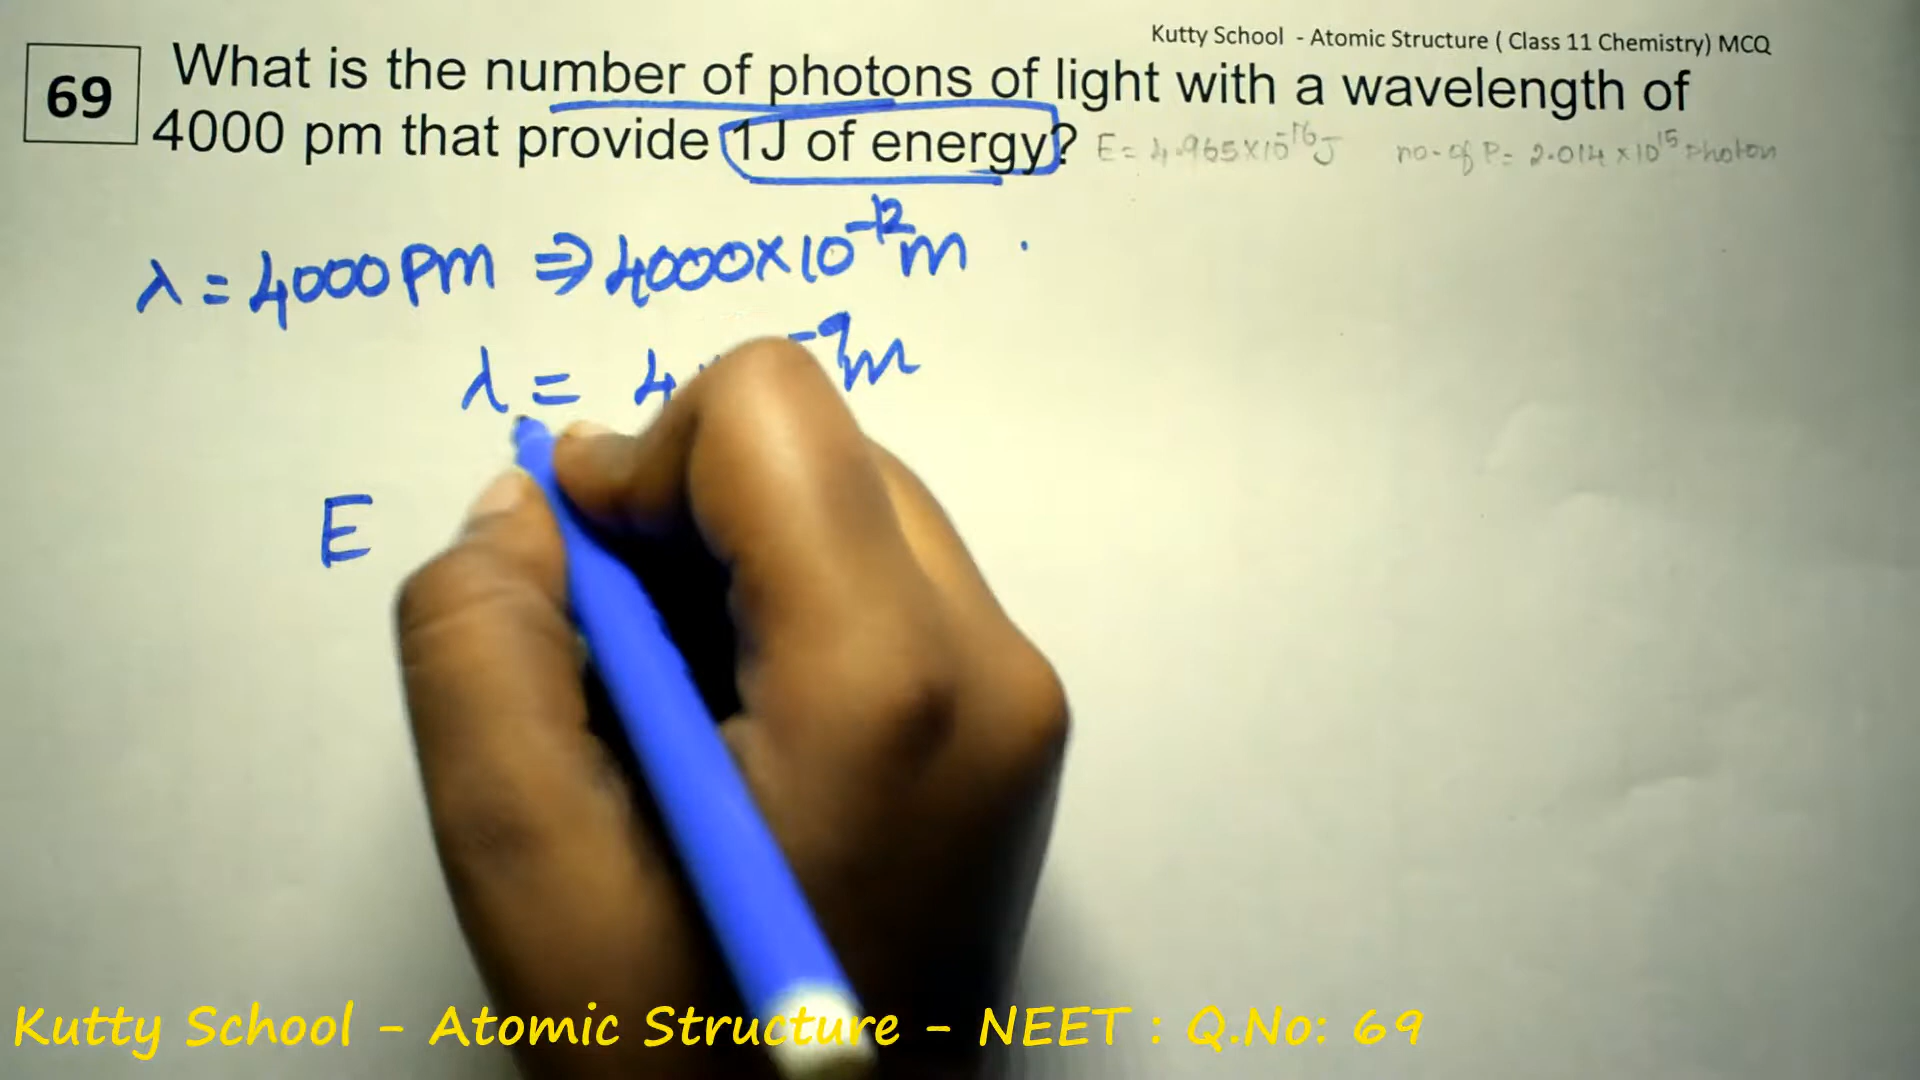 Kutty School - Atomic Structure ( Class 11 Chemistry) MCQ
69
What is the number of photons of light with a wavelength of
4000 pm that provide 1J of energy?
E = 4.965×10⁻¹⁶J no. of P = 2.014 ×10¹⁵ Photon
λ = 4000 Pm ⇒ 4000×10⁻¹²m
λ = 4 ⁻⁹m
E
Kutty School - Atomic Structure - NEET : Q.No: 69